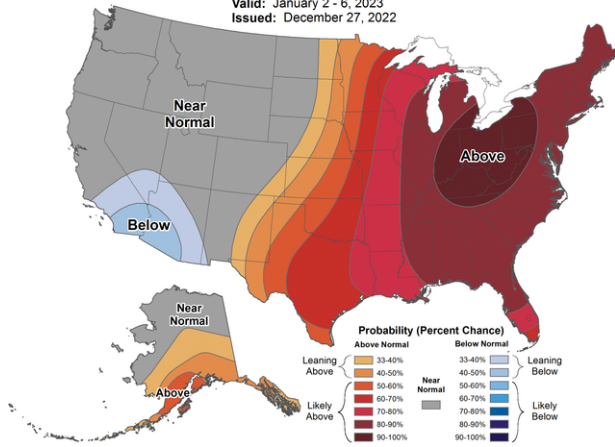 Valid: January 2 - 6, 2023
Issued: December 27, 2022
Near
Normal
Above
Below
Near
Normal
Above
Probability (Percent Chance)
Above Normal
Below Normal
Leaning
Above
33-40%
40-50%
Likely
Above
50-60%
60-70%
70-80%
80-90%
90-100%
Near
Normal
33-40%
40-50%
Leaning
Below
50-60%
60-70%
70-80%
80-90%
90-100%
Likely
Below